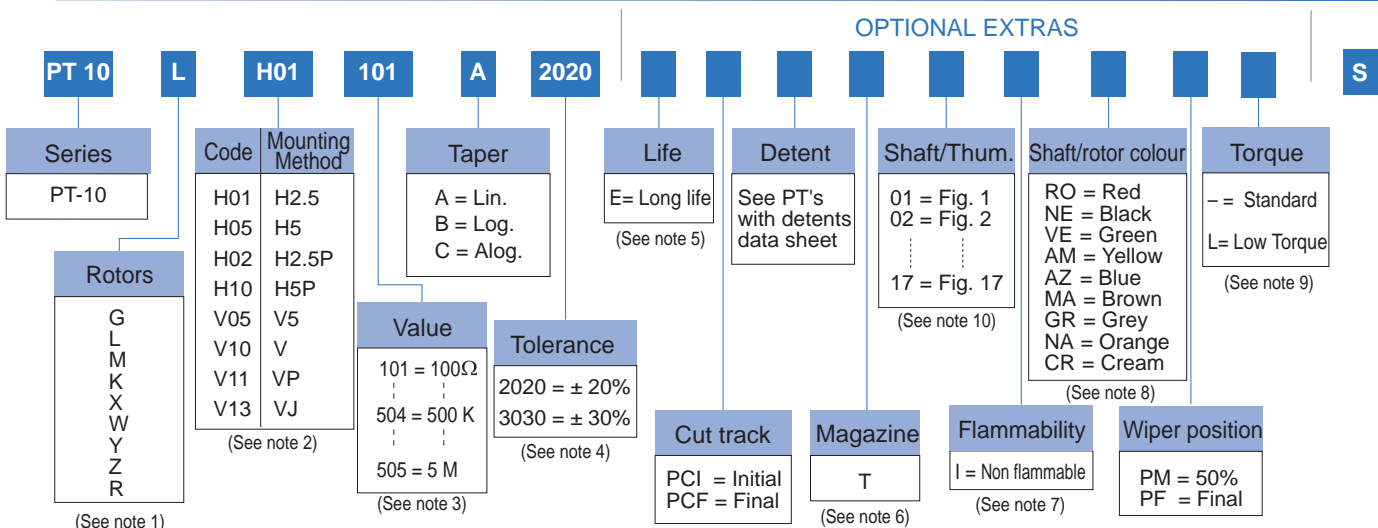 OPTIONAL EXTRAS
PT 10 L H01 101 A 2020 S
Series
PT-10
Rotors
G
L
M
K
X
W
Y
Z
R
(See note 1)
Code Mounting Method
H01 H2.5
H05 H5
H02 H2.5P
H10 H5P
V05 V5
V10 V
V11 VP
V13 VJ
(See note 2)
Value
101 = 100Ω
504 = 500 K
505 = 5 M
(See note 3)
Taper
A = Lin.
B = Log.
C = Alog.
Tolerance
2020 = ± 20%
3030 = ± 30%
(See note 4)
Life
E= Long life
(See note 5)
Cut track
PCI = Initial
PCF = Final
Detent
See PT's
with detents
data sheet
Magazine
T
(See note 6)
Shaft/Thum.
01 = Fig. 1
02 = Fig. 2
17 = Fig. 17
(See note 10)
Flammability
I = Non flammable
(See note 7)
Shaft/rotor colour
RO = Red
NE = Black
VE = Green
AM = Yellow
AZ = Blue
MA = Brown
GR = Grey
NA = Orange
CR = Cream
(See note 8)
Wiper position
PM = 50%
PF = Final
Torque
– = Standard
L= Low Torque
(See note 9)